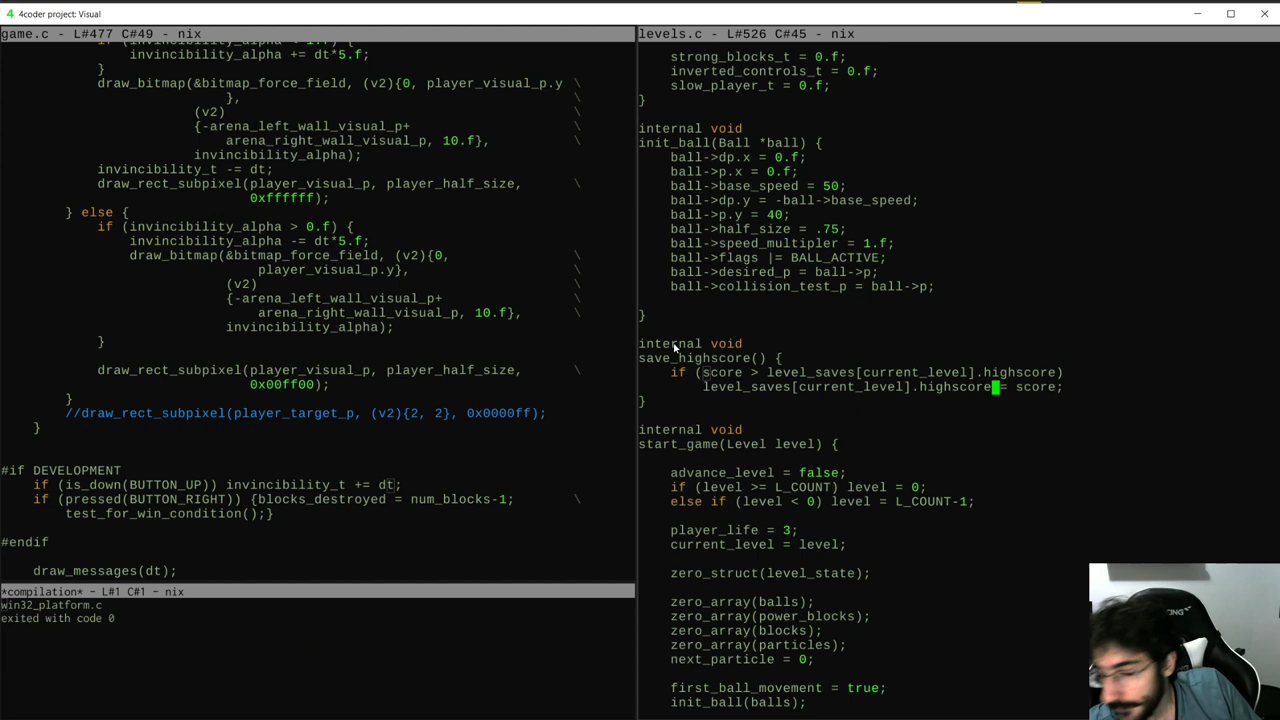 4 4coder project: Visual
game.c - L#477 C#49 - nix
if (invincibility_alpha < 1.f) {
invincibility_alpha += dt*5.f;
}
draw_bitmap(&bitmap_force_field, (v2){0, player_visual_p.y \
}, \
(v2) \
{-arena_left_wall_visual_p+ \
arena_right_wall_visual_p, 10.f}, \
invincibility_alpha);
invincibility_t -= dt;
draw_rect_subpixel(player_visual_p, player_half_size, \
0xffffff);
} else {
if (invincibility_alpha > 0.f) {
invincibility_alpha -= dt*5.f;
draw_bitmap(&bitmap_force_field, (v2){0, \
player_visual_p.y}, \
(v2) \
{-arena_left_wall_visual_p+ \
arena_right_wall_visual_p, 10.f}, \
invincibility_alpha);
}
draw_rect_subpixel(player_visual_p, player_half_size, \
0x00ff00);
}
//draw_rect_subpixel(player_target_p, (v2){2, 2}, 0x0000ff);
}
#if DEVELOPMENT
if (is_down(BUTTON_UP)) invincibility_t += dt;
if (pressed(BUTTON_RIGHT)) {blocks_destroyed = num_blocks-1; \
test_for_win_condition();}
#endif
draw_messages(dt);
*compilation* - L#1 C#1 - nix
win32_platform.c
exited with code 0
levels.c - L#526 C#45 - nix
strong_blocks_t = 0.f;
inverted_controls_t = 0.f;
slow_player_t = 0.f;
}
internal void
init_ball(Ball *ball) {
ball->dp.x = 0.f;
ball->p.x = 0.f;
ball->base_speed = 50;
ball->dp.y = -ball->base_speed;
ball->p.y = 40;
ball->half_size = .75;
ball->speed_multipler = 1.f;
ball->flags |= BALL_ACTIVE;
ball->desired_p = ball->p;
ball->collision_test_p = ball->p;
}
internal void
save_highscore() {
if (score > level_saves[current_level].highscore)
level_saves[current_level].highscore = score;
}
internal void
start_game(Level level) {
advance_level = false;
if (level >= L_COUNT) level = 0;
else if (level < 0) level = L_COUNT-1;
player_life = 3;
current_level = level;
zero_struct(level_state);
zero_array(balls);
zero_array(power_blocks);
zero_array(blocks);
zero_array(particles);
next_particle = 0;
first_ball_movement = true;
init_ball(balls);